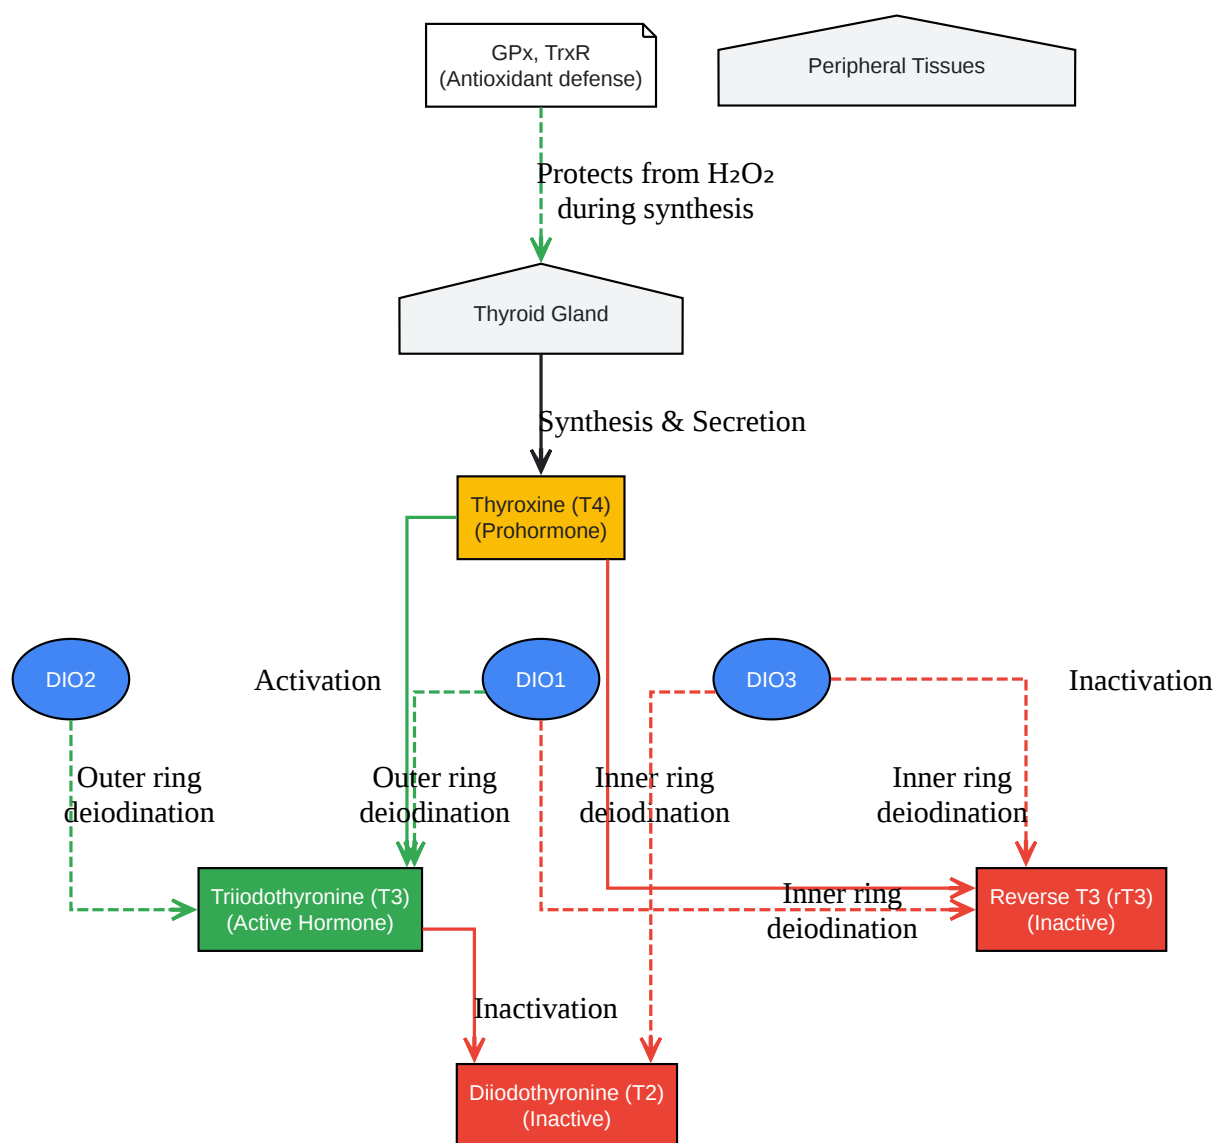 GPx, TrxR
(Antioxidant defense)
Peripheral Tissues
Protects from H₂O₂
during synthesis
Thyroid Gland
Synthesis & Secretion
Thyroxine (T4)
(Prohormone)
DIO2
Activation
DIO1
DIO3
Inactivation
Outer ring
deiodination
Outer ring
deiodination
Inner ring
deiodination
Inner ring
deiodination
Triiodothyronine (T3)
(Active Hormone)
Inner ring
deiodination
Reverse T3 (rT3)
(Inactive)
Inactivation
Diiodothyronine (T2)
(Inactive)